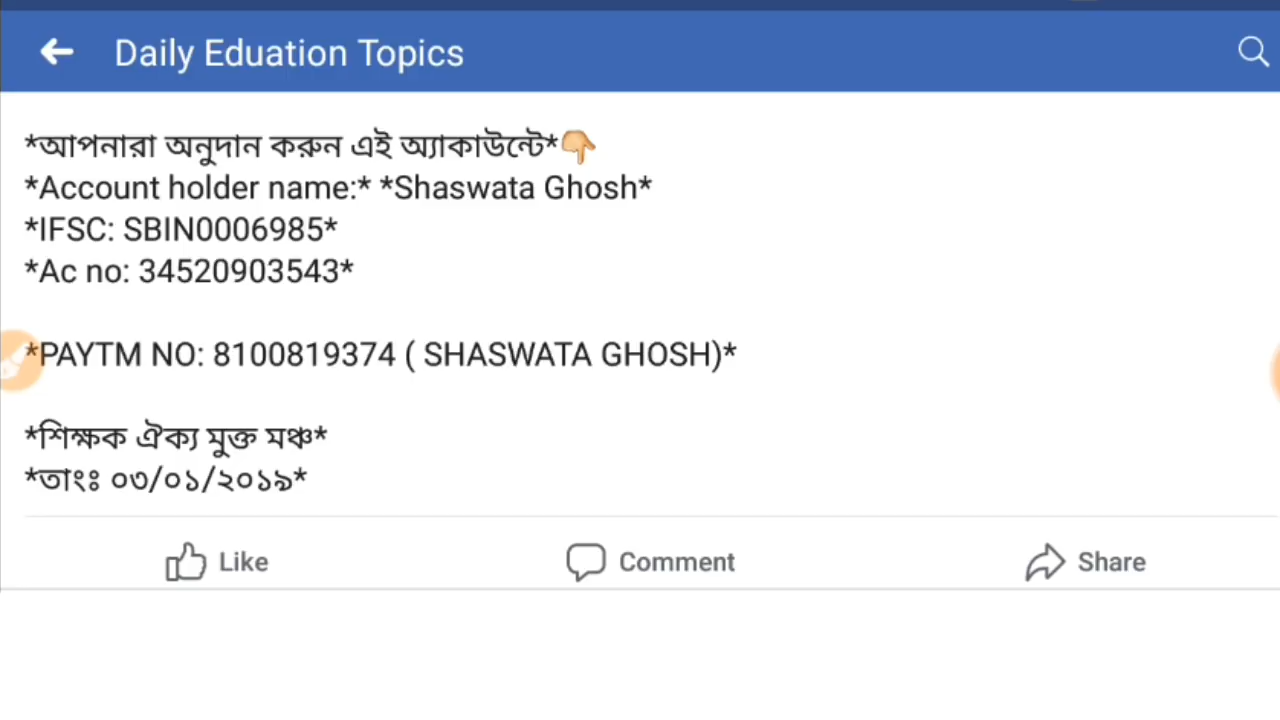 Daily Eduation Topics
*আপনারা অনুদান করুন এই অ্যাকাউন্টে*👇
*Account holder name:* *Shaswata Ghosh*
*IFSC: SBIN0006985*
*Ac no: 34520903543*
*PAYTM NO: 8100819374 ( SHASWATA GHOSH)*
*শিক্ষক ঐক্য মুক্ত মঞ্চ*
*তাংঃ ০৩/০১/২০১৯*
Like Comment Share